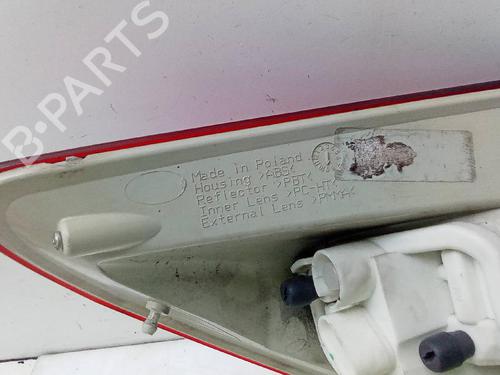 B-PARTS
Made in Poland
Housing >ABS<
Reflector >PBT<
Inner Lens >PC-HT<
External Lens >PMMA<